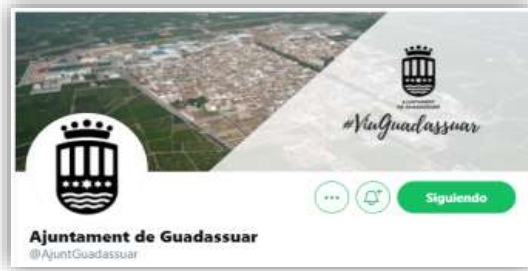 AJUNTAMENT
DE GUADASSUAR
#ViuGuadassuar
Siguiendo
Ajuntament de Guadassuar
@AjuntGuadassuar